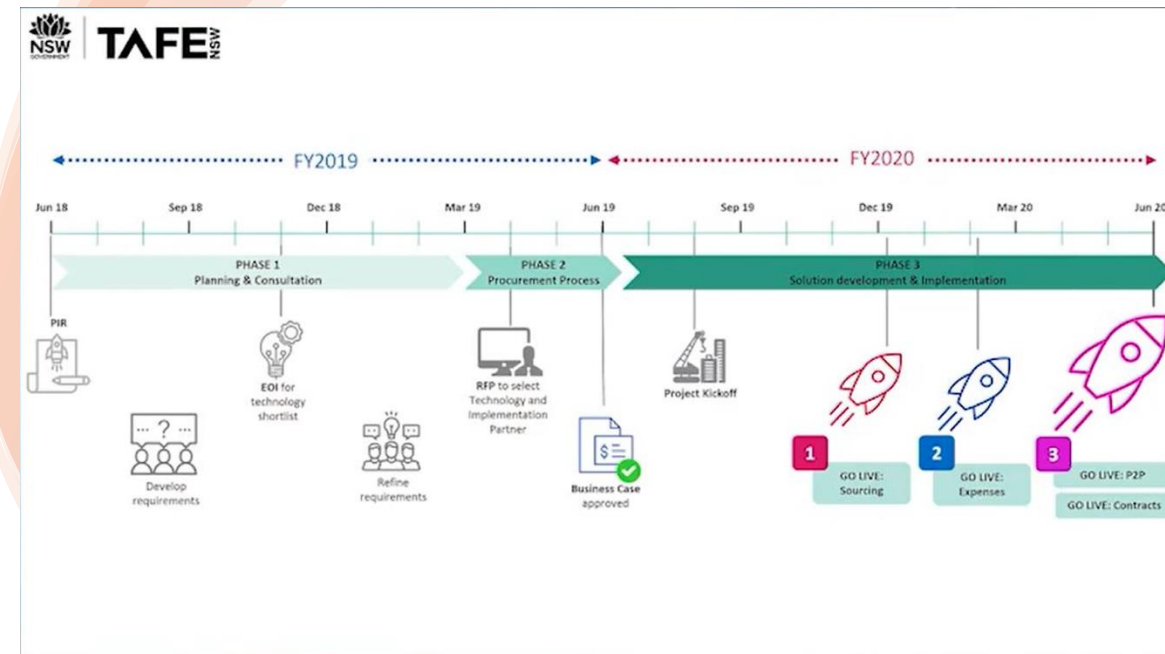 NSW
GOVERNMENT
TAFE NSW
FY2019
FY2020
Jun 18
Sep 18
Dec 18
Mar 19
Jun 19
Sep 19
Dec 19
Mar 20
Jun 20
PHASE 1
Planning & Consultation
PHASE 2
Procurement Process
PHASE 3
Solution development & Implementation
PIR
... ? ...
Develop
requirements
EOI for
technology
shortlist
Refine
requirements
RFP to select
Technology and
Implementation
Partner
$
Business Case
approved
Project Kickoff
1
GO LIVE:
Sourcing
2
GO LIVE:
Expenses
3
GO LIVE: P2P
GO LIVE: Contracts